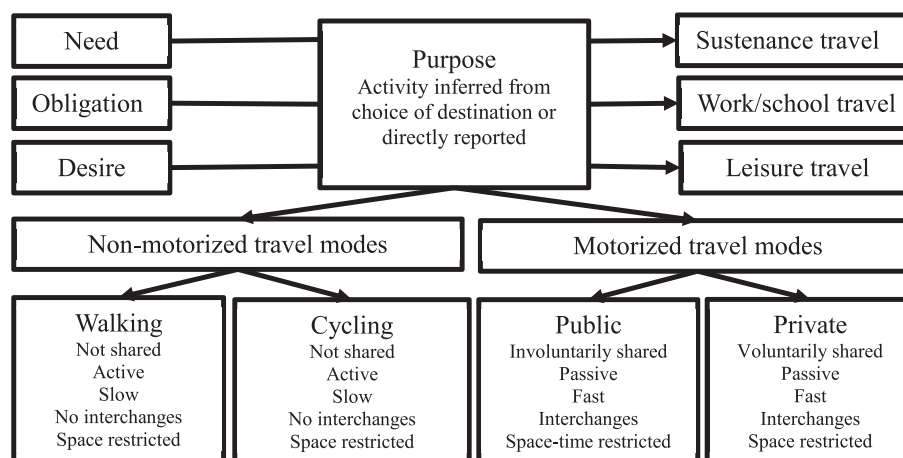 Need
Obligation
Desire
Purpose
Activity inferred from
choice of destination or
directly reported
Sustenance travel
Work/school travel
Leisure travel
Non-motorized travel modes
Motorized travel modes
Walking
Not shared
Active
Slow
No interchanges
Space restricted
Cycling
Not shared
Active
Slow
No interchanges
Space restricted
Public
Involuntarily shared
Passive
Fast
Interchanges
Space-time restricted
Private
Voluntarily shared
Passive
Fast
Interchanges
Space restricted